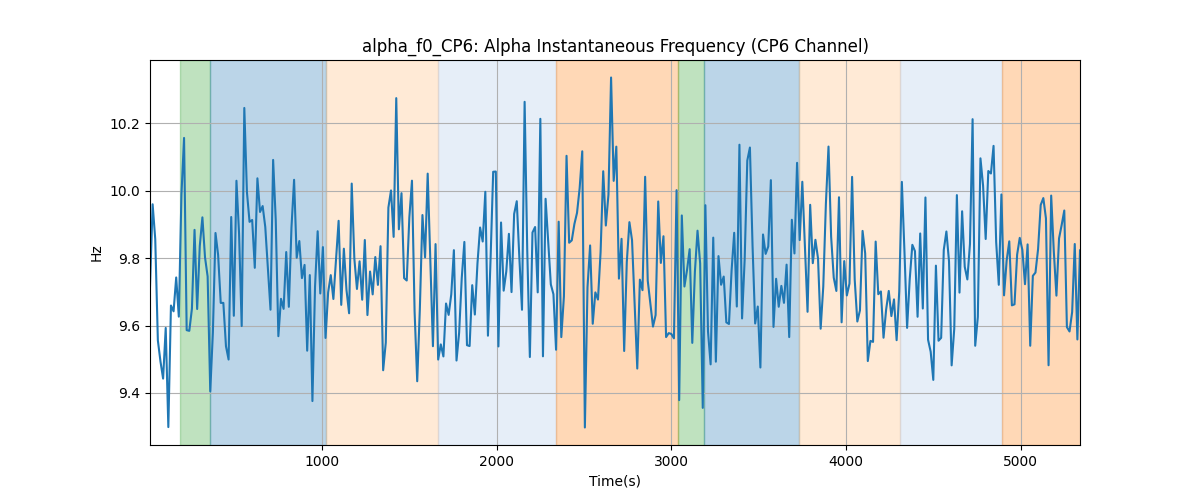 alpha_f0_CP6: Alpha Instantaneous Frequency (CP6 Channel)
10.2
10.0
9.8
9.6
9.4
Hz
1000 2000 3000 4000 5000
Time(s)